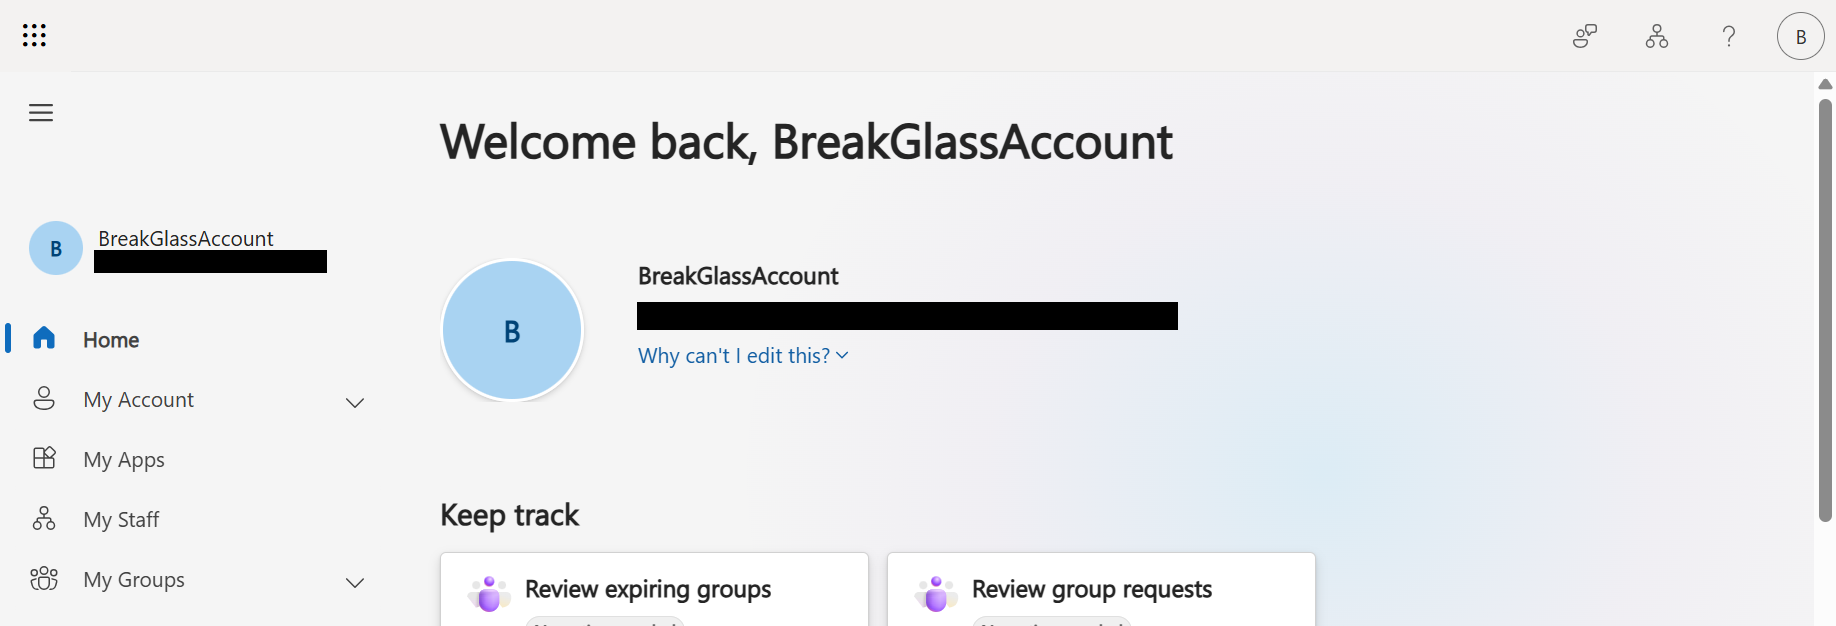 B
Welcome back, BreakGlassAccount
B
BreakGlassAccount
B
BreakGlassAccount
Why can't I edit this?
Home
My Account
My Apps
My Staff
My Groups
Keep track
Review expiring groups
Review group requests